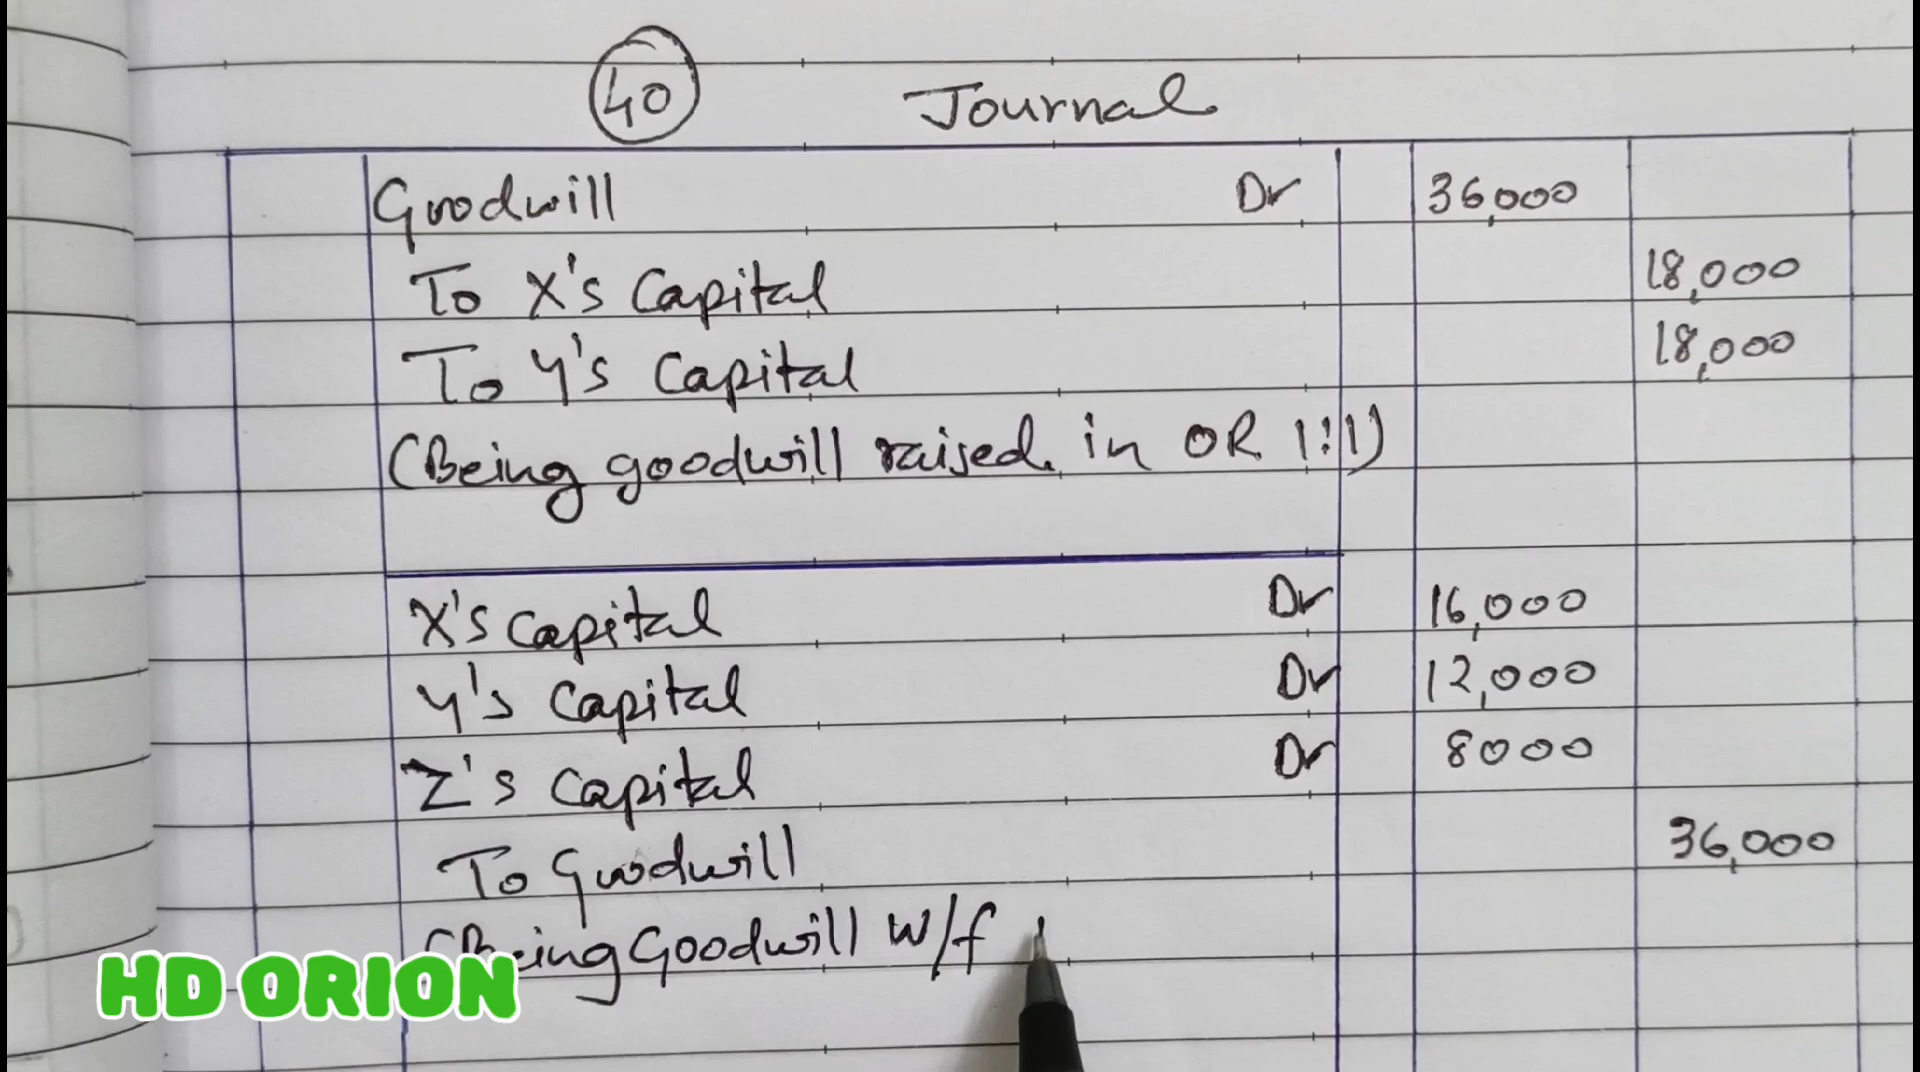 40 Journal
Goodwill Dr 36,000
To X's Capital 18,000
To Y's Capital 18,000
(Being goodwill raised in OR 1:1)
X's Capital Dr 16,000
Y's Capital Dr 12,000
Z's Capital Dr 8000
To Goodwill 36,000
(Being Goodwill w/f
HD ORION